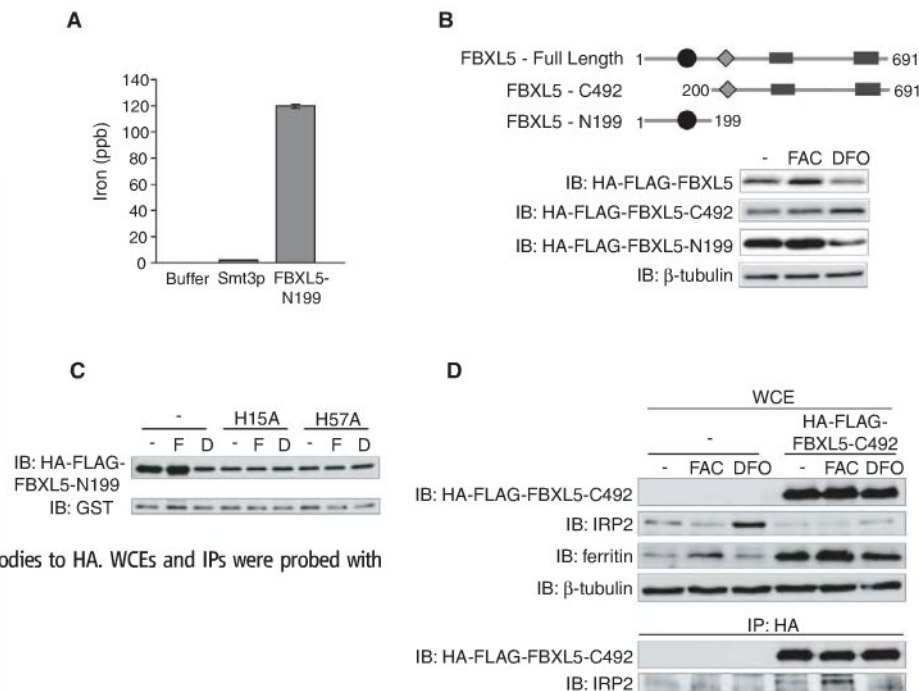 A
140
120
100
80
60
40
20
0
Iron (ppb)
Buffer Smt3p FBXL5-
N199
B
FBXL5 - Full Length 1 691
FBXL5 - C492 200 691
FBXL5 - N199 1 199
- FAC DFO
IB: HA-FLAG-FBXL5
IB: HA-FLAG-FBXL5-C492
IB: HA-FLAG-FBXL5-N199
IB: β-tubulin
C
- H15A H57A
- F D - F D - F D
IB: HA-FLAG-
FBXL5-N199
IB: GST
odies to HA. WCEs and IPs were probed with
D
WCE
HA-FLAG-
- FBXL5-C492
- FAC DFO - FAC DFO
IB: HA-FLAG-FBXL5-C492
IB: IRP2
IB: ferritin
IB: β-tubulin
IP: HA
IB: HA-FLAG-FBXL5-C492
IB: IRP2